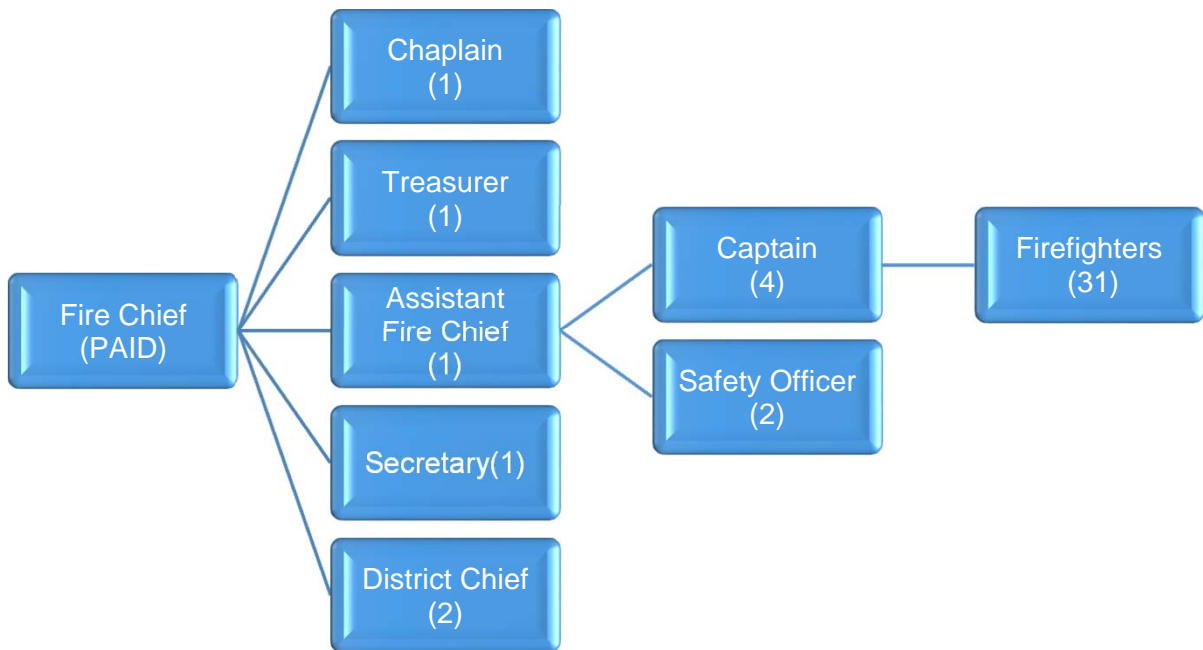 Chaplain
(1)
Treasurer
(1)
Fire Chief
(PAID)
Assistant
Fire Chief
(1)
Secretary(1)
District Chief
(2)
Captain
(4)
Safety Officer
(2)
Firefighters
(31)